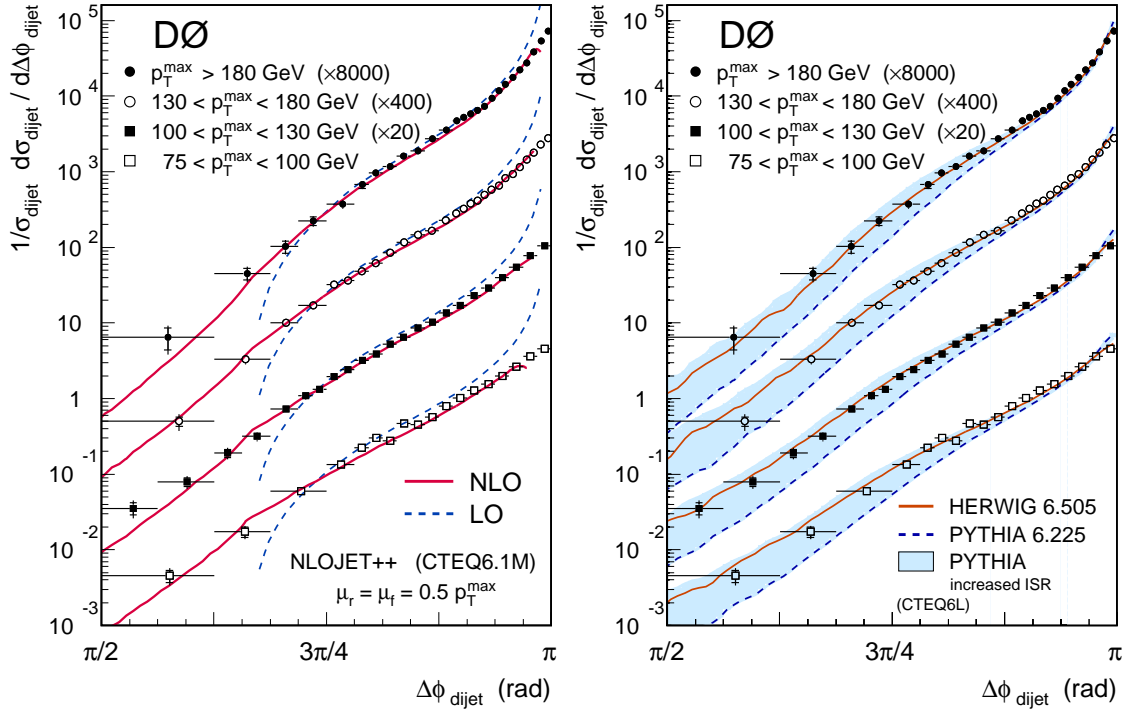 DØ
p_T^max > 180 GeV (×8000)
130 < p_T^max < 180 GeV (×400)
100 < p_T^max < 130 GeV (×20)
75 < p_T^max < 100 GeV
1/σ_dijet dσ_dijet / dΔϕ_dijet
10^5
10^4
10^3
10^2
10
1
10^-1
10^-2
10^-3
10
NLO
LO
NLOJET++ (CTEQ6.1M)
μ_r = μ_f = 0.5 p_T^max
π/2 3π/4 π
Δϕ_dijet (rad)
DØ
p_T^max > 180 GeV (×8000)
130 < p_T^max < 180 GeV (×400)
100 < p_T^max < 130 GeV (×20)
75 < p_T^max < 100 GeV
1/σ_dijet dσ_dijet / dΔϕ_dijet
10^5
10^4
10^3
10^2
10
1
10^-1
10^-2
10^-3
10
HERWIG 6.505
PYTHIA 6.225
PYTHIA
increased ISR
(CTEQ6L)
π/2 3π/4 π
Δϕ_dijet (rad)